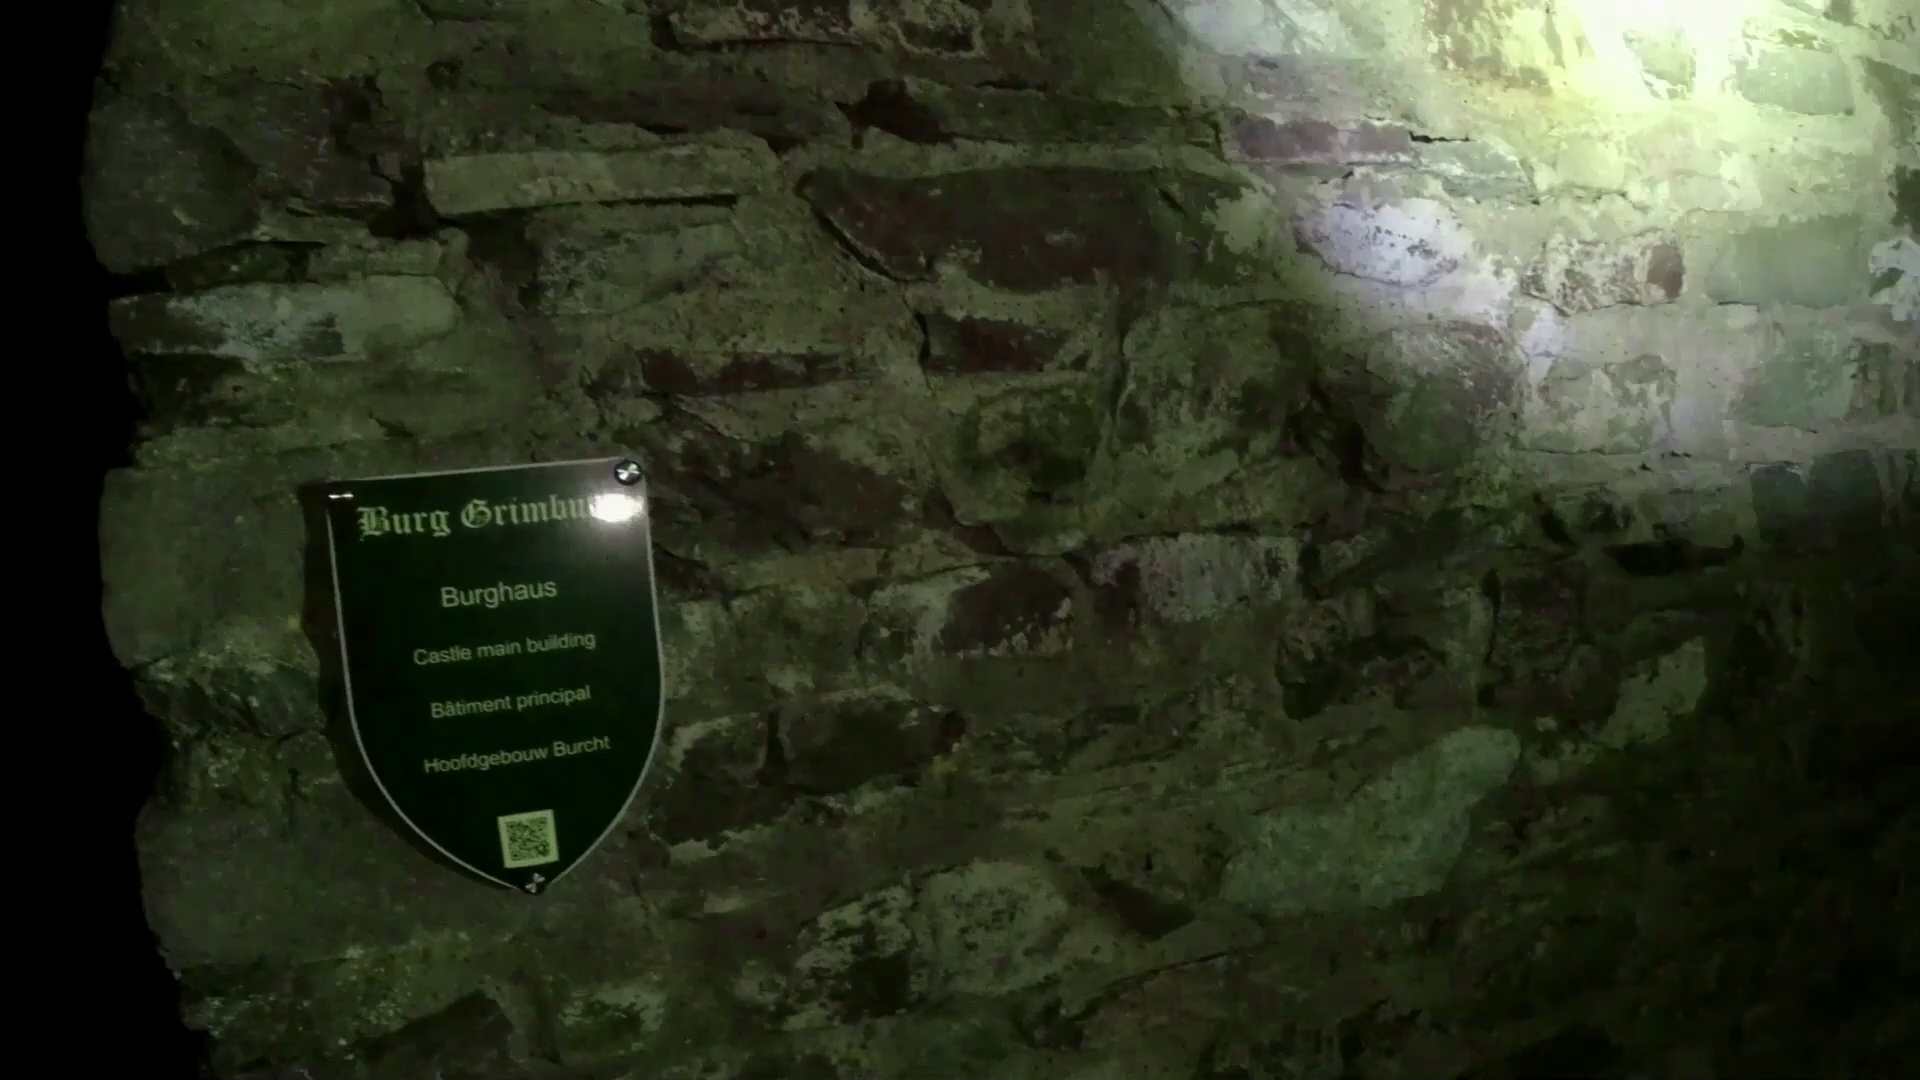 Burg
Burghaus
Castle main building
Bâtiment principal
Hoofdgebouw Burcht